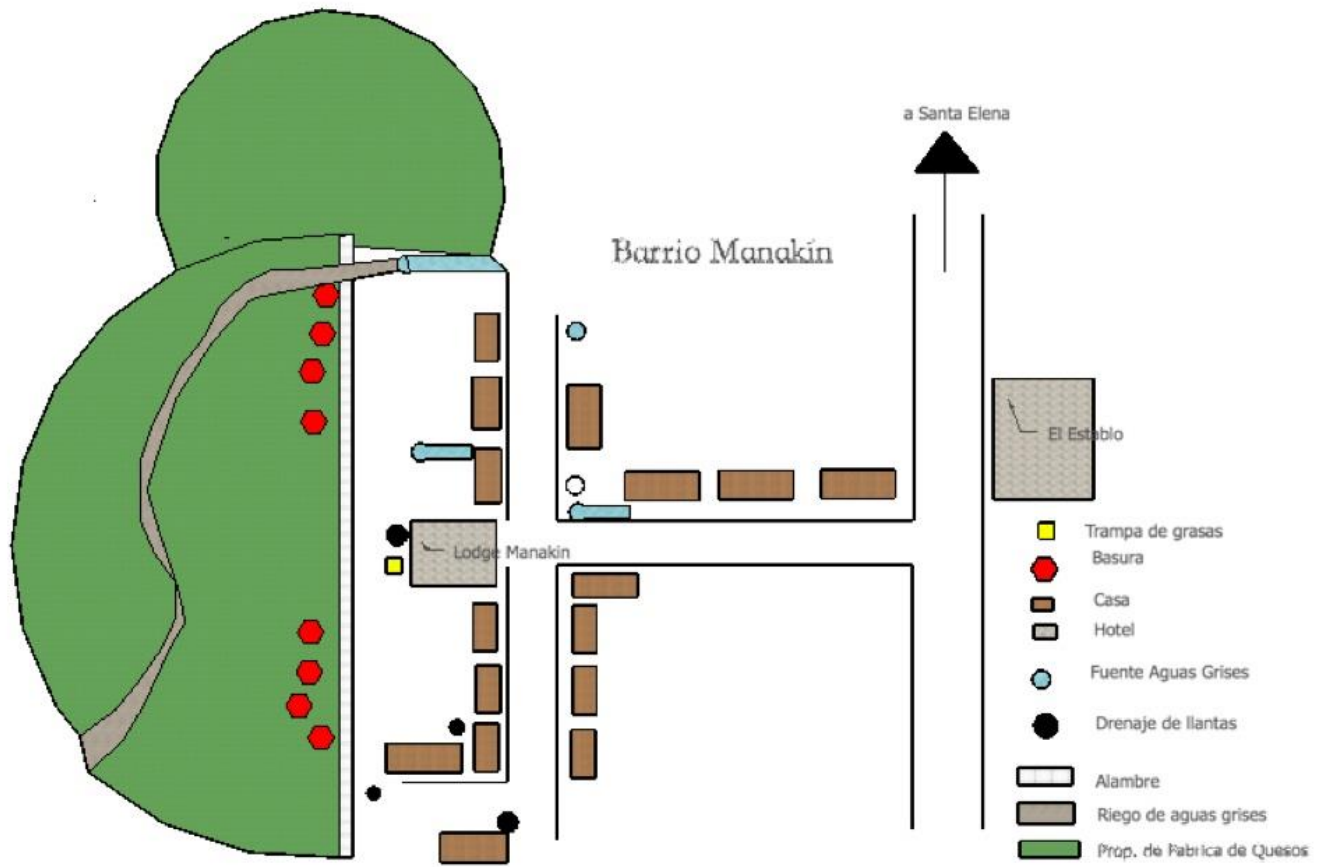 a Santa Elena
Barrio Manakín
El Establo
Lodge Manakin
Trampa de grasas
Basura
Casa
Hotel
Fuente Aguas Grises
Drenaje de llantas
Alambre
Riego de aguas grises
Prop. de Fabrica de Quesos